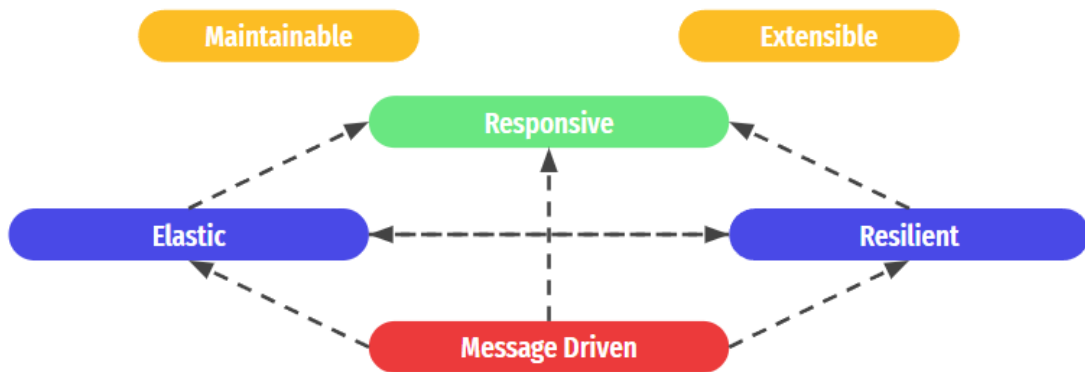 Maintainable
Extensible
Responsive
Elastic
Resilient
Message Driven